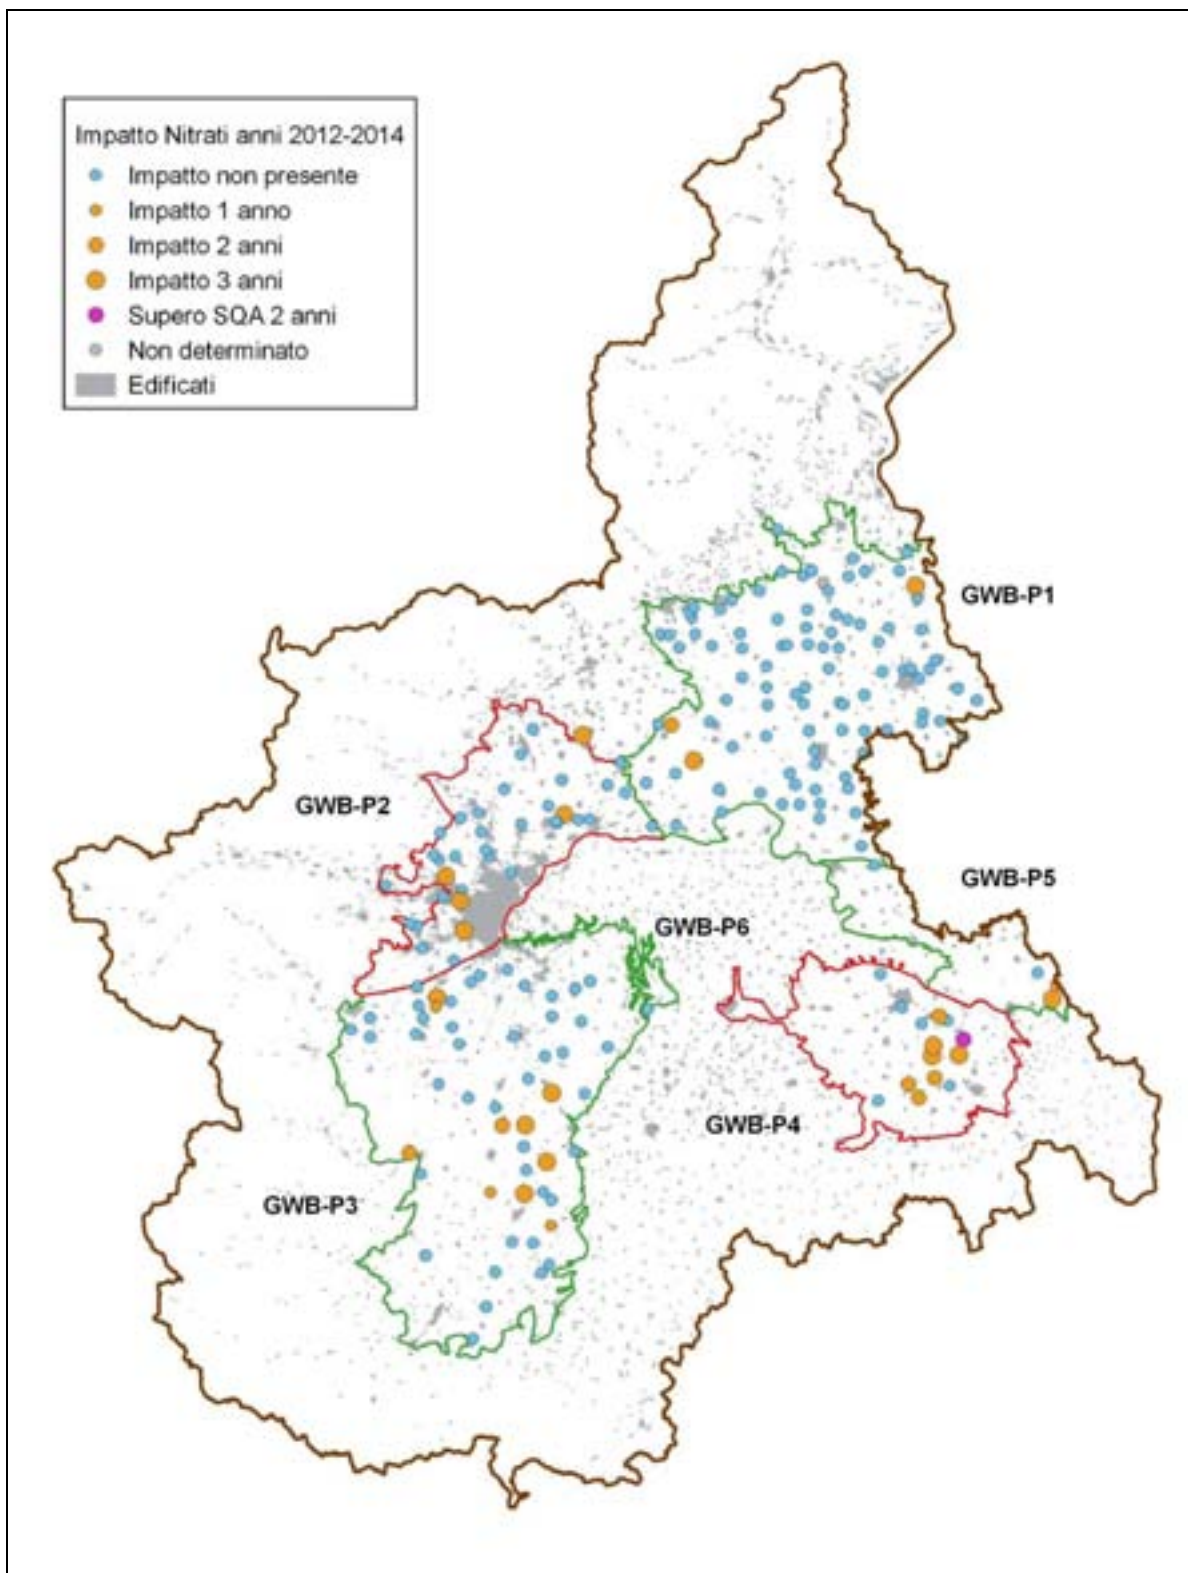 Impatto Nitrati anni 2012-2014
Impatto non presente
Impatto 1 anno
Impatto 2 anni
Impatto 3 anni
Supero SQA 2 anni
Non determinato
Edificati
GWB-P1
GWB-P2
GWB-P5
GWB-P6
GWB-P4
GWB-P3